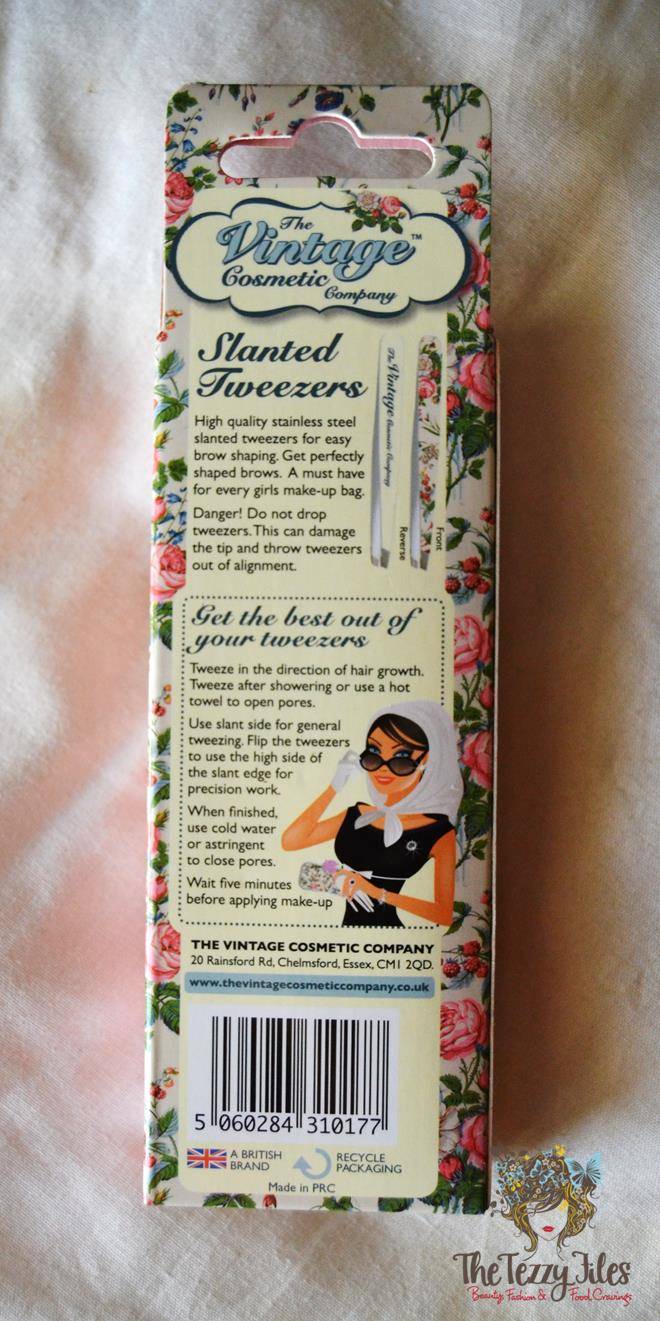 The
Vintage™
Cosmetic
Company
Slanted
Tweezers
High quality stainless steel
slanted tweezers for easy
brow shaping. Get perfectly
shaped brows. A must have
for every girls make-up bag.
Danger! Do not drop
tweezers. This can damage
the tip and throw tweezers
out of alignment.
The Vintage Cosmetic Company
Reverse
Front
Get the best out of
your tweezers
Tweeze in the direction of hair growth.
Tweeze after showering or use a hot
towel to open pores.
Use slant side for general
tweezing. Flip the tweezers
to use the high side of
the slant edge for
precision work.
When finished,
use cold water
or astringent
to close pores.
Wait five minutes
before applying make-up
THE VINTAGE COSMETIC COMPANY
20 Rainsford Rd, Chelmsford, Essex, CM1 2QD.
www.thevintagecosmeticcompany.co.uk
5 060284 310177
A BRITISH
BRAND
RECYCLE
PACKAGING
Made in PRC
The Tezzy Files
Beauty, Fashion & Food Cravings